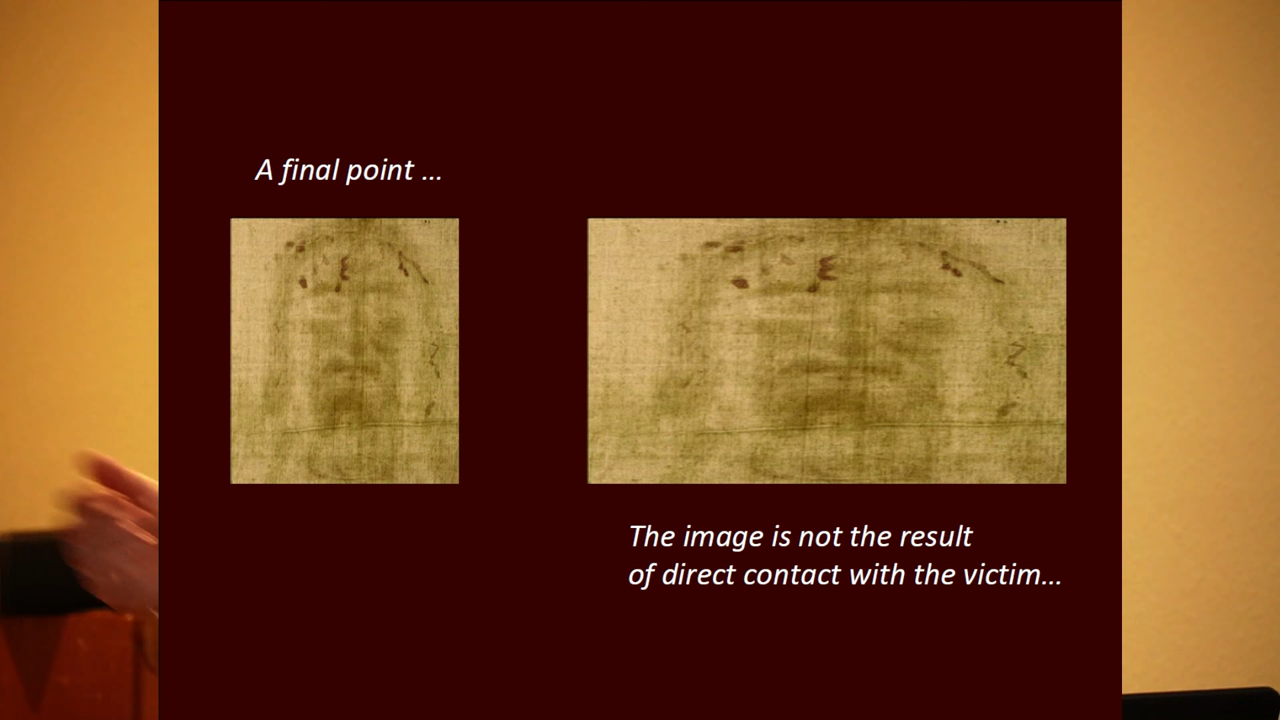 A final point ...
The image is not the result
of direct contact with the victim...